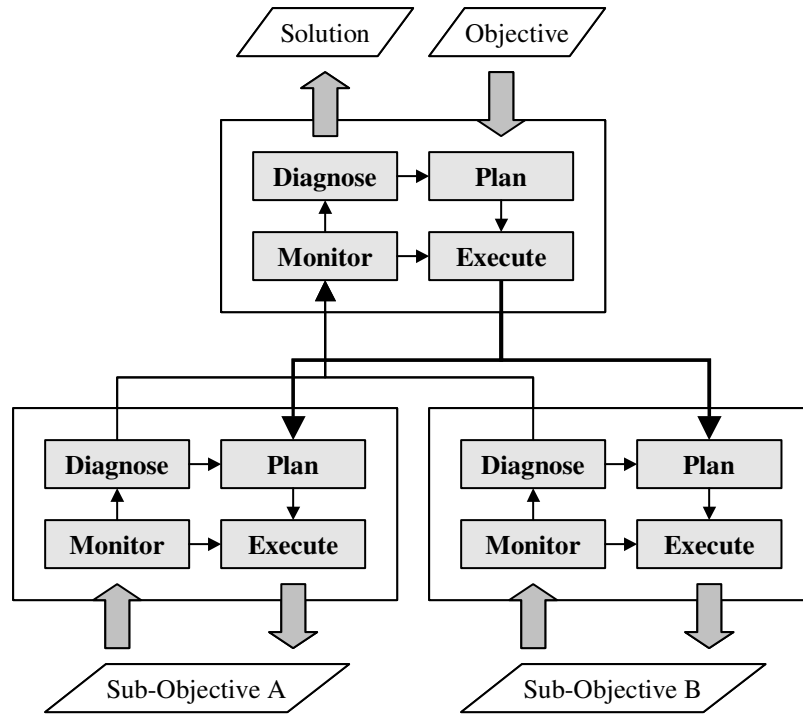 Solution
Objective
Diagnose
Plan
Monitor
Execute
Diagnose
Plan
Monitor
Execute
Sub-Objective A
Diagnose
Plan
Monitor
Execute
Sub-Objective B